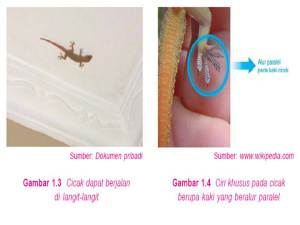 Alur paralel
pada kaki cicak
Sumber: Dokumen pribadi
Sumber: www.wikipedia.com
Gambar 1.3 Cicak dapat berjalan
di langit-langit
Gambar 1.4 Ciri khusus pada cicak
berupa kaki yang beralur paralel